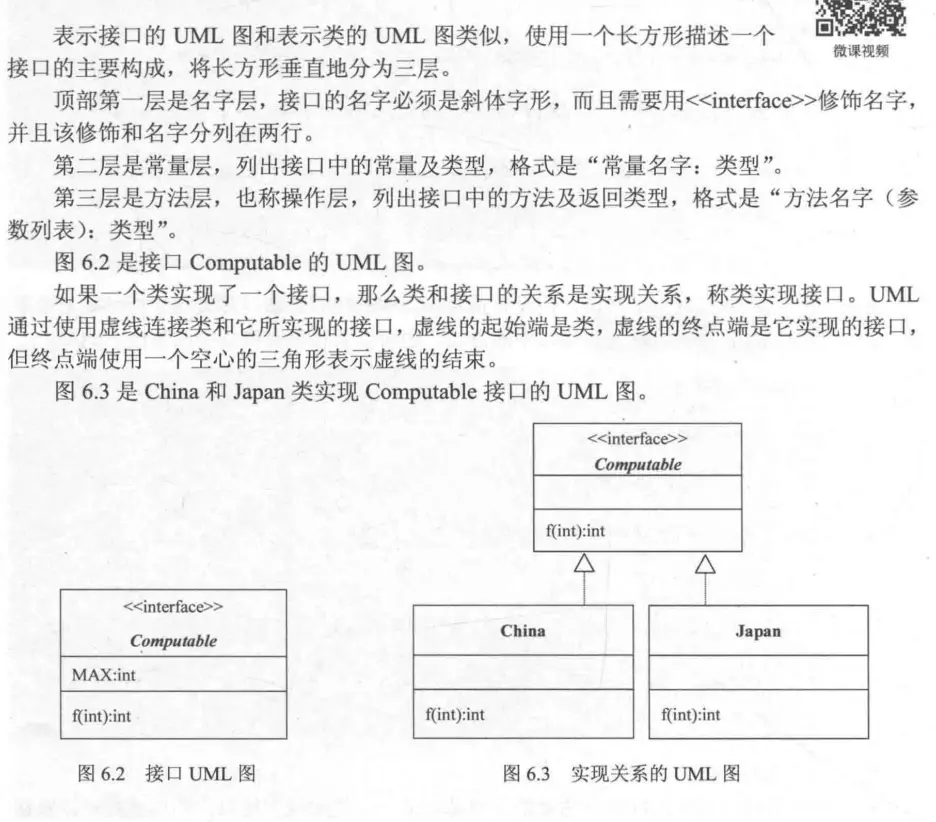 微课视频
表示接口的 UML 图和表示类的 UML 图类似，使用一个长方形描述一个
接口的主要构成，将长方形垂直地分为三层。
顶部第一层是名字层，接口的名字必须是斜体字形，而且需要用<<interface>>修饰名字，
并且该修饰和名字分列在两行。
第二层是常量层，列出接口中的常量及类型，格式是“常量名字：类型”。
第三层是方法层，也称操作层，列出接口中的方法及返回类型，格式是“方法名字（参
数列表）：类型”。
图 6.2 是接口 Computable 的 UML 图。
如果一个类实现了一个接口，那么类和接口的关系是实现关系，称类实现接口。UML
通过使用虚线连接类和它所实现的接口，虚线的起始端是类，虚线的终点端是它实现的接口，
但终点端使用一个空心的三角形表示虚线的结束。
图 6.3 是 China 和 Japan 类实现 Computable 接口的 UML 图。
<<interface>>
Computable
MAX:int
f(int):int
图 6.2 接口 UML 图
<<interface>>
Computable
f(int):int
China
f(int):int
Japan
f(int):int
图 6.3 实现关系的 UML 图